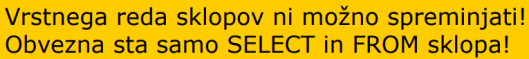 Vrstnega reda sklopov ni možno spreminjati!
Obvezna sta samo SELECT in FROM sklopa!